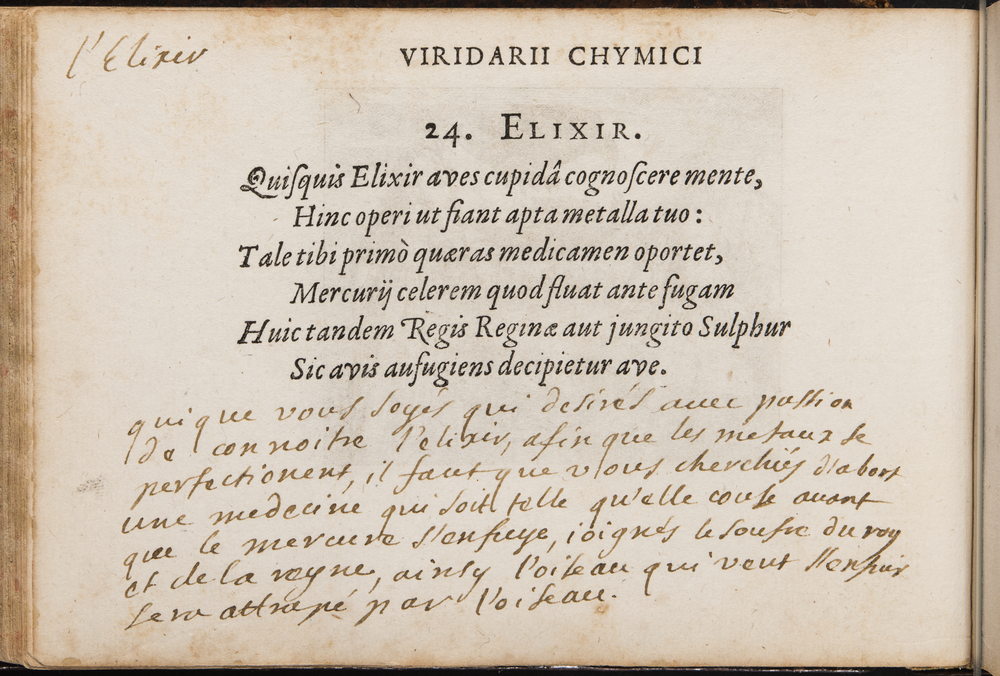 l'Elixir
VIRIDARII CHYMICI
24. ELIXIR.
Quiſquis Elixir aves cupidâ cognoſcere mente,
Hinc operi ut fiant apta metalla tuo:
Tale tibi primò quæras medicamen oportet,
Mercurij celerem quod fluat ante fugam
Huic tandem Regis Reginæ aut jungito Sulphur
Sic avis aufugiens decipietur ave.
qui que vous soyés qui desirés avec passion
de connoitre l'elixir, afin que les metaux se
perfectionent, il faut que vous cherchiés d'abort
une medecine qui soit telle qu'elle coule avant
que le mercure s'enfuye, ioignés le soufre du roy
et de la reyne, ainsy l'oiseau qui veut s'enfuir
sera attrapé par l'oiseau.